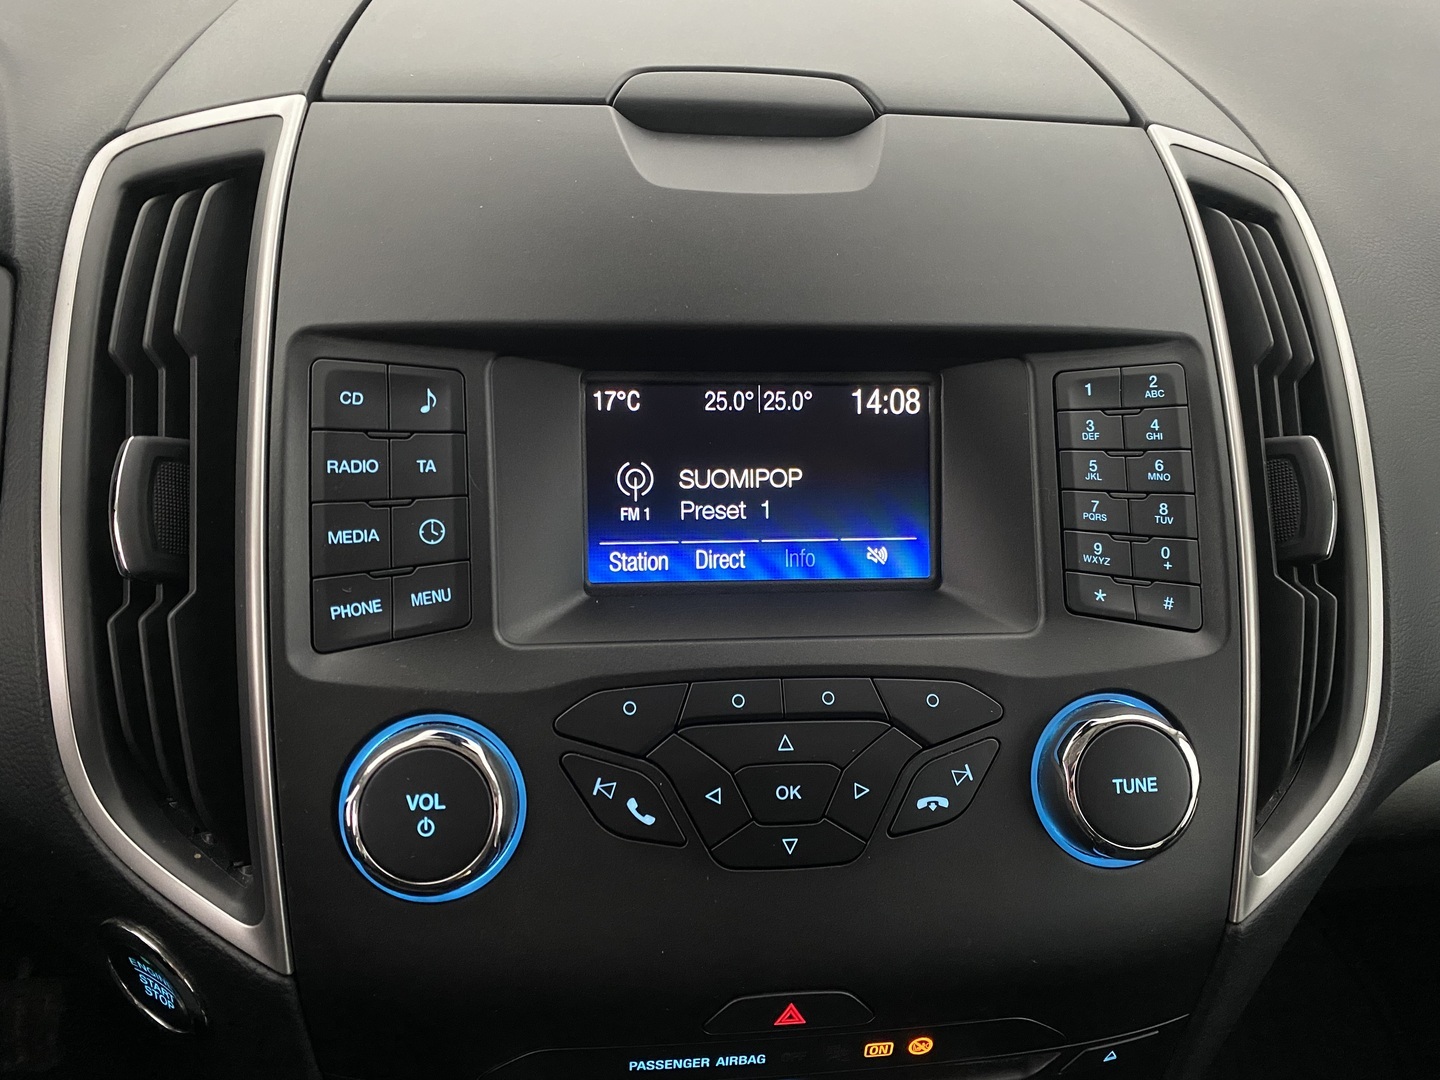 17°C 25.0° 25.0° 14:08
SUOMIPOP
FM 1 Preset 1
Station Direct Info
CD
RADIO TA
MEDIA
PHONE MENU
1 2 ABC
3 DEF 4 GHI
5 JKL 6 MNO
7 PQRS 8 TUV
9 WXYZ 0 +
* #
VOL
OK
TUNE
ENGINE
START
STOP
PASSENGER AIRBAG ON